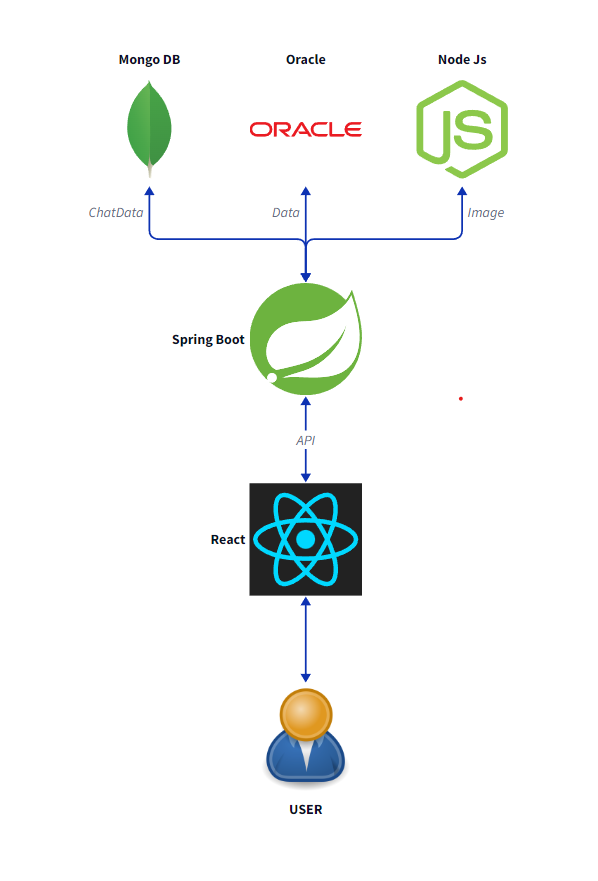 Mongo DB
Oracle
Node Js
ORACLE
JS
ChatData
Data
Image
Spring Boot
API
React
USER